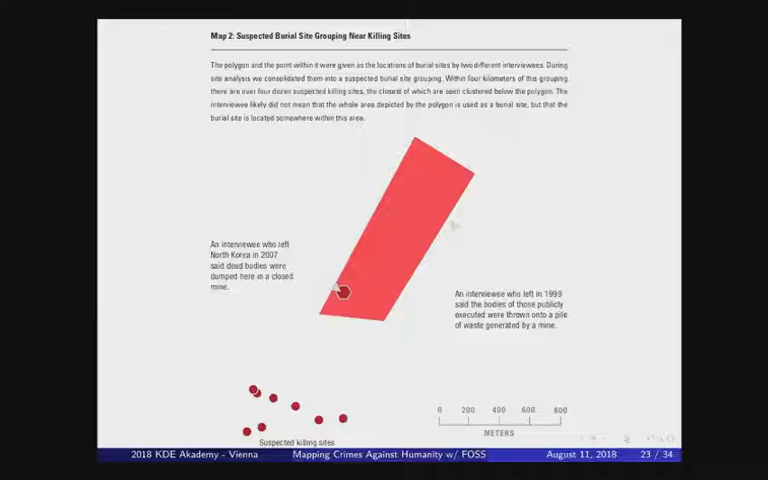 Map 2: Suspected Burial Site Grouping Near Killing Sites
The polygon and the point within it were given as the locations of burial sites by two different interviewees. During
site analysis we consolidated them into a suspected burial site grouping. Within four kilometers of this grouping
there are over four dozen suspected killing sites, the closest of which are seen clustered below the polygon. The
interviewee likely did not mean that the whole area depicted by the polygon is used as a burial site, but that the
burial site is located somewhere within this area.
An interviewee who left
North Korea in 2007
said dead bodies were
dumped here in a closed
mine.
An interviewee who left in 1999
said the bodies of those publicly
executed were thrown onto a pile
of waste generated by a mine.
0 200 400 600 800
METERS
Suspected killing sites
2018 KDE Akademy - Vienna Mapping Crimes Against Humanity w/ FOSS August 11, 2018 23 / 34